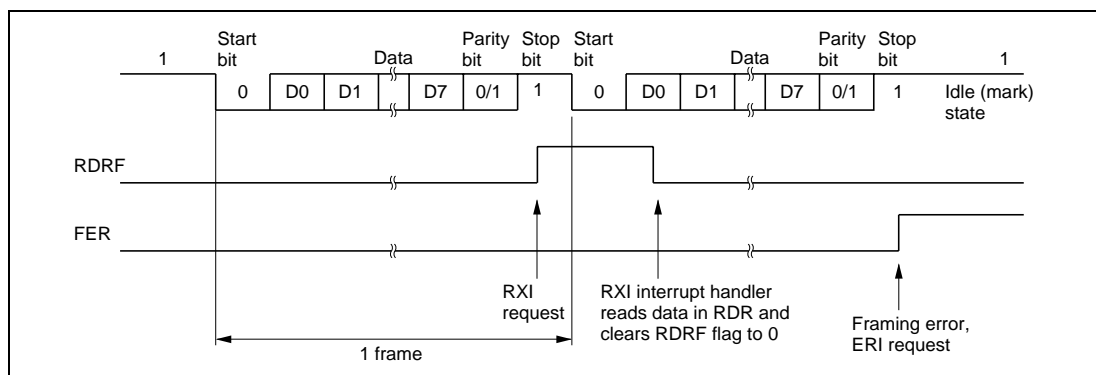 1 Start bit Data Parity bit Stop bit Start bit Data Parity bit Stop bit 1
0 D0 D1 D7 0/1 1 0 D0 D1 D7 0/1 1 Idle (mark) state
RDRF
FER
RXI request
RXI interrupt handler
reads data in RDR and
clears RDRF flag to 0
Framing error,
ERI request
1 frame